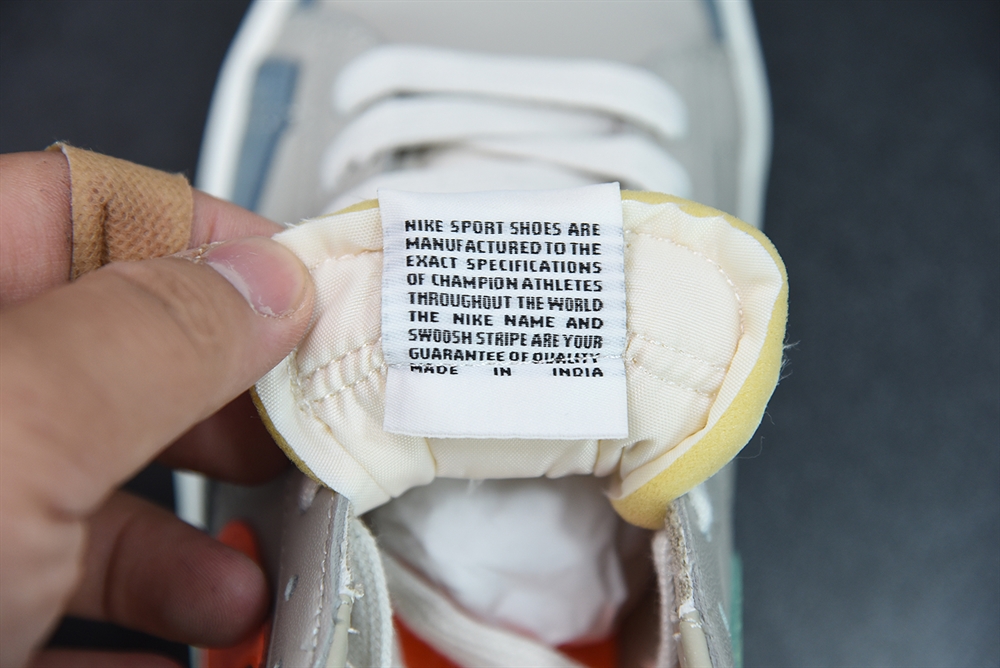 NIKE SPORT SHOES ARE
MANUFACTURED TO THE
EXACT SPECIFICATIONS
OF CHAMPION ATHLETES
THROUGHOUT THE WORLD
THE NIKE NAME AND
SWOOSH STRIPE ARE YOUR
GUARANTEE OF QUALITY
MADE IN INDIA